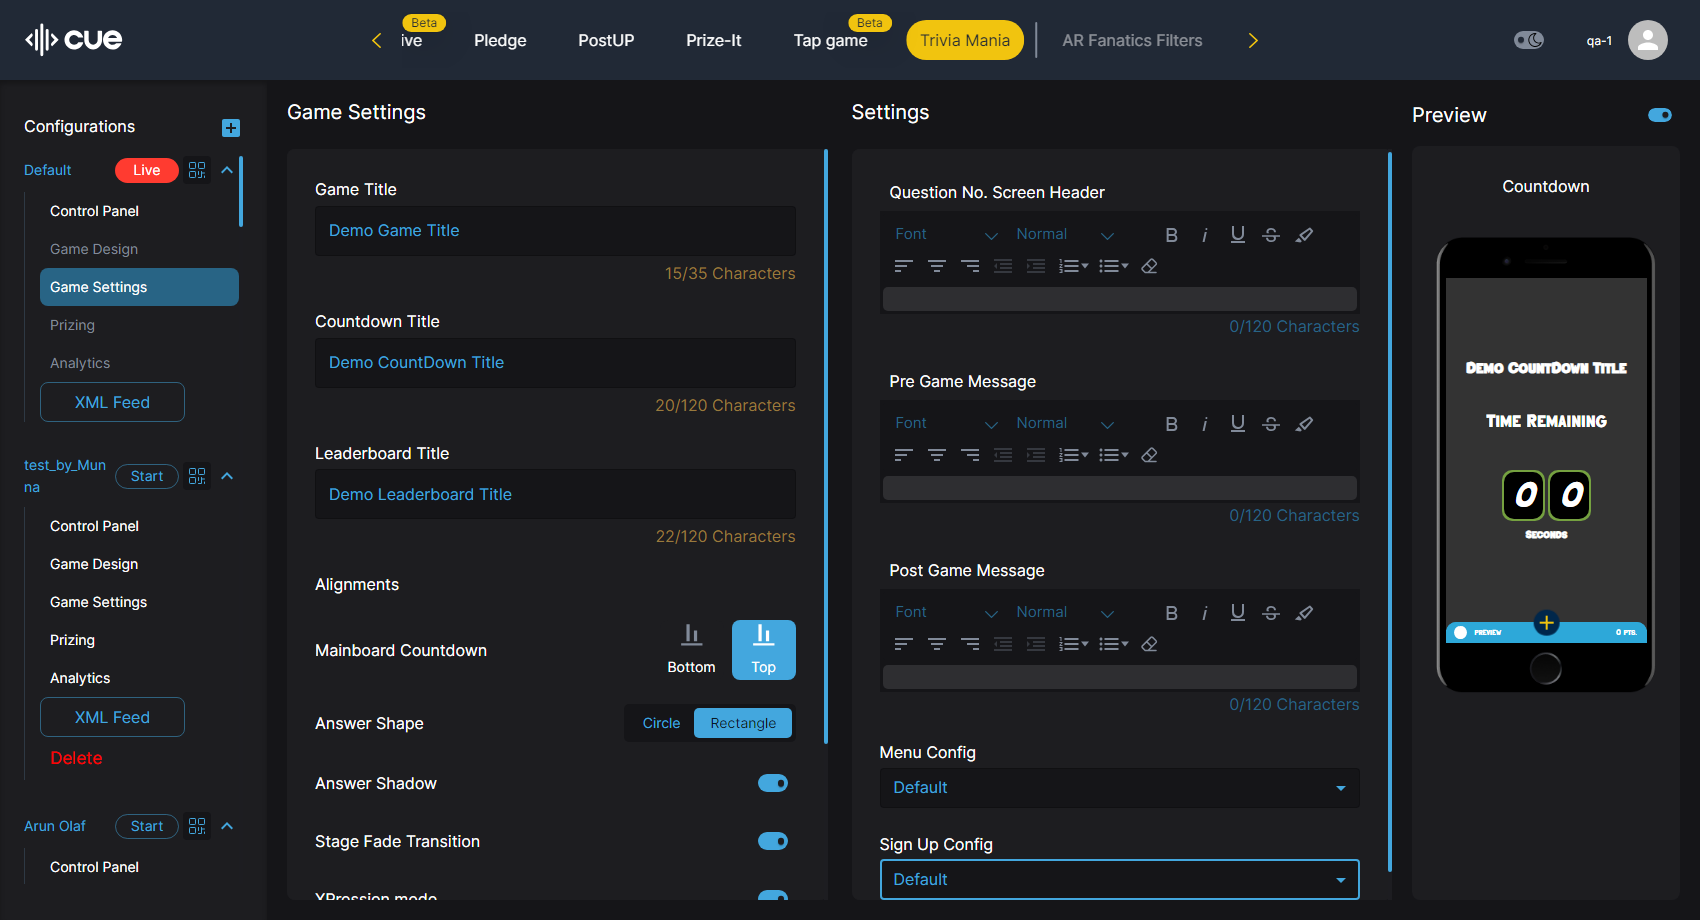 cue
Beta
ive
Pledge
PostUP
Prize-It
Beta
Tap game
Trivia Mania
AR Fanatics Filters
qa-1
Configurations
Default
Live
Control Panel
Game Design
Game Settings
Prizing
Analytics
XML Feed
test_by_Mun
na
Start
Control Panel
Game Design
Game Settings
Prizing
Analytics
XML Feed
Delete
Arun Olaf
Start
Control Panel
Game Settings
Game Title
Demo Game Title
15/35 Characters
Countdown Title
Demo CountDown Title
20/120 Characters
Leaderboard Title
Demo Leaderboard Title
22/120 Characters
Alignments
Mainboard Countdown
Bottom
Top
Answer Shape
Circle
Rectangle
Answer Shadow
Stage Fade Transition
XPression mode
Settings
Question No. Screen Header
Font
Normal
0/120 Characters
Pre Game Message
Font
Normal
0/120 Characters
Post Game Message
Font
Normal
0/120 Characters
Menu Config
Default
Sign Up Config
Default
Preview
Countdown
Demo CountDown Title
Time Remaining
0 0
Seconds
PREVIEW
0 PTS.